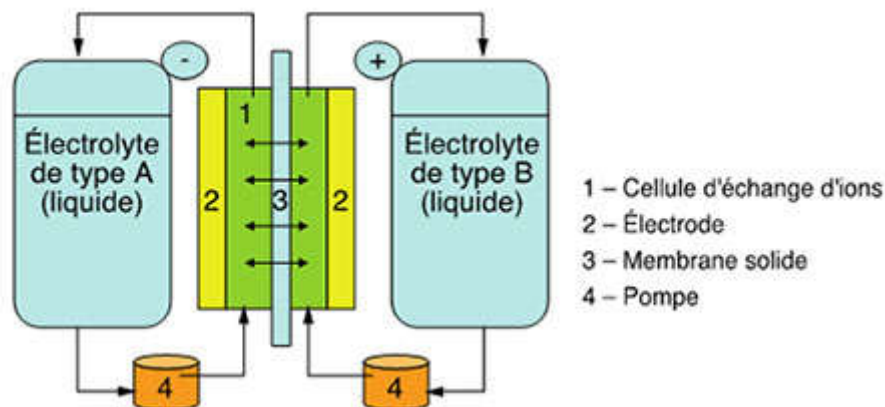 -
+
Électrolyte
de type A
(liquide)
1
2
3
2
Électrolyte
de type B
(liquide)
4
4
1 – Cellule d'échange d'ions
2 – Électrode
3 – Membrane solide
4 – Pompe